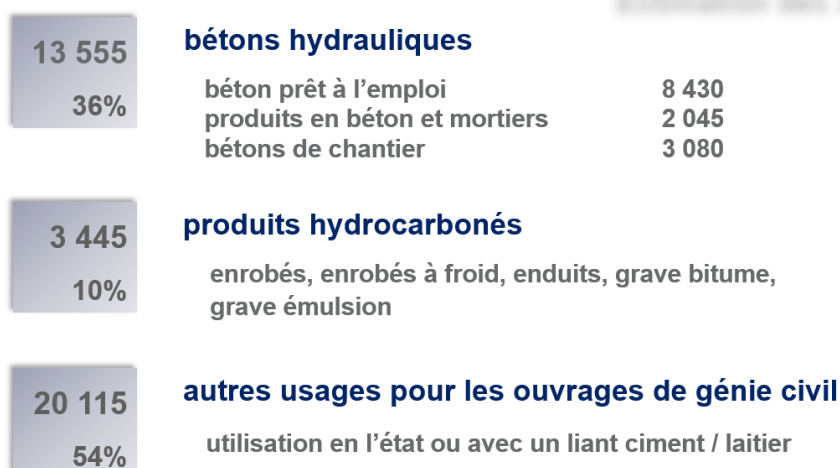 13 555
36%
bétons hydrauliques
béton prêt à l’emploi 8 430
produits en béton et mortiers 2 045
bétons de chantier 3 080
3 445
10%
produits hydrocarbonés
enrobés, enrobés à froid, enduits, grave bitume,
grave émulsion
20 115
54%
autres usages pour les ouvrages de génie civil
utilisation en l’état ou avec un liant ciment / laitier